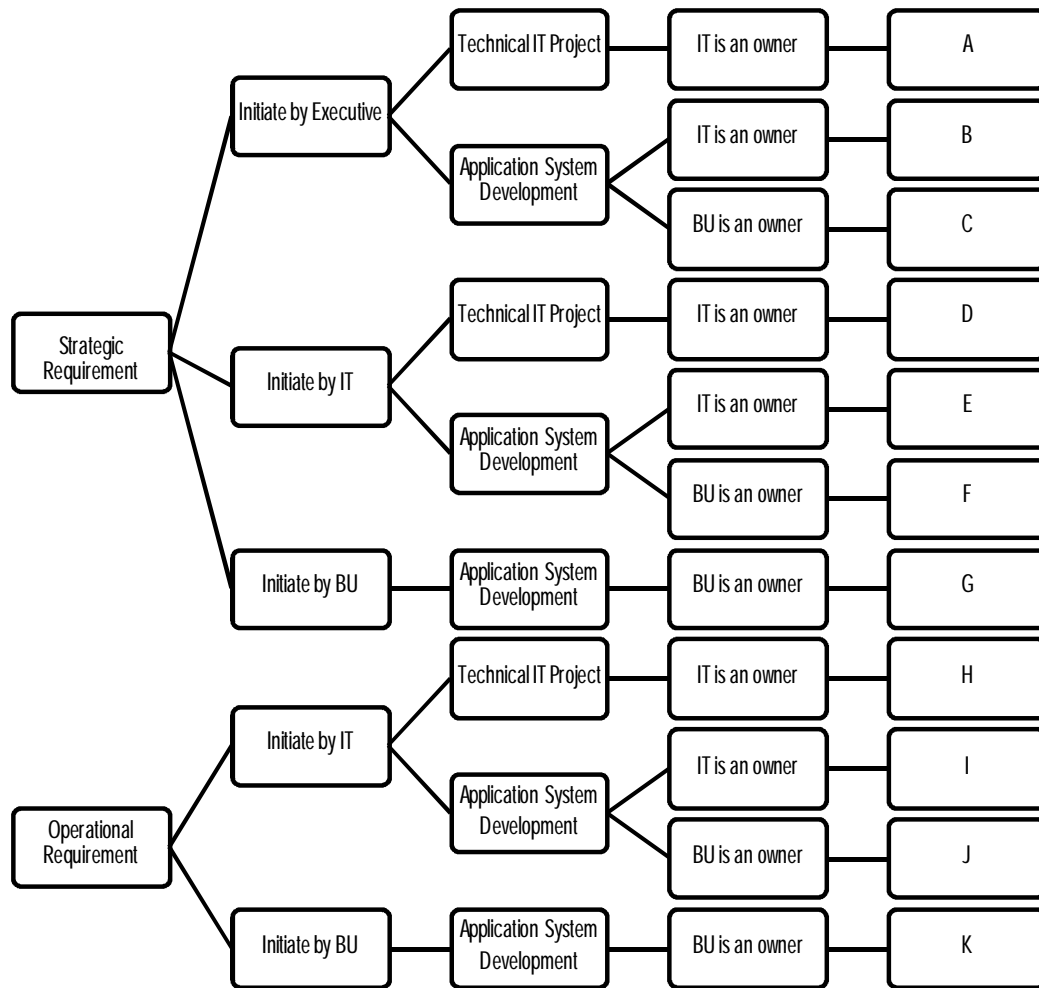 Technical IT Project
IT is an owner
A
Initiate by Executive
IT is an owner
B
Application System
Development
BU is an owner
C
Technical IT Project
IT is an owner
D
Strategic
Requirement
Initiate by IT
IT is an owner
E
Application System
Development
BU is an owner
F
Initiate by BU
Application System
Development
BU is an owner
G
Technical IT Project
IT is an owner
H
Initiate by IT
IT is an owner
I
Application System
Development
Operational
Requirement
BU is an owner
J
Initiate by BU
Application System
Development
BU is an owner
K